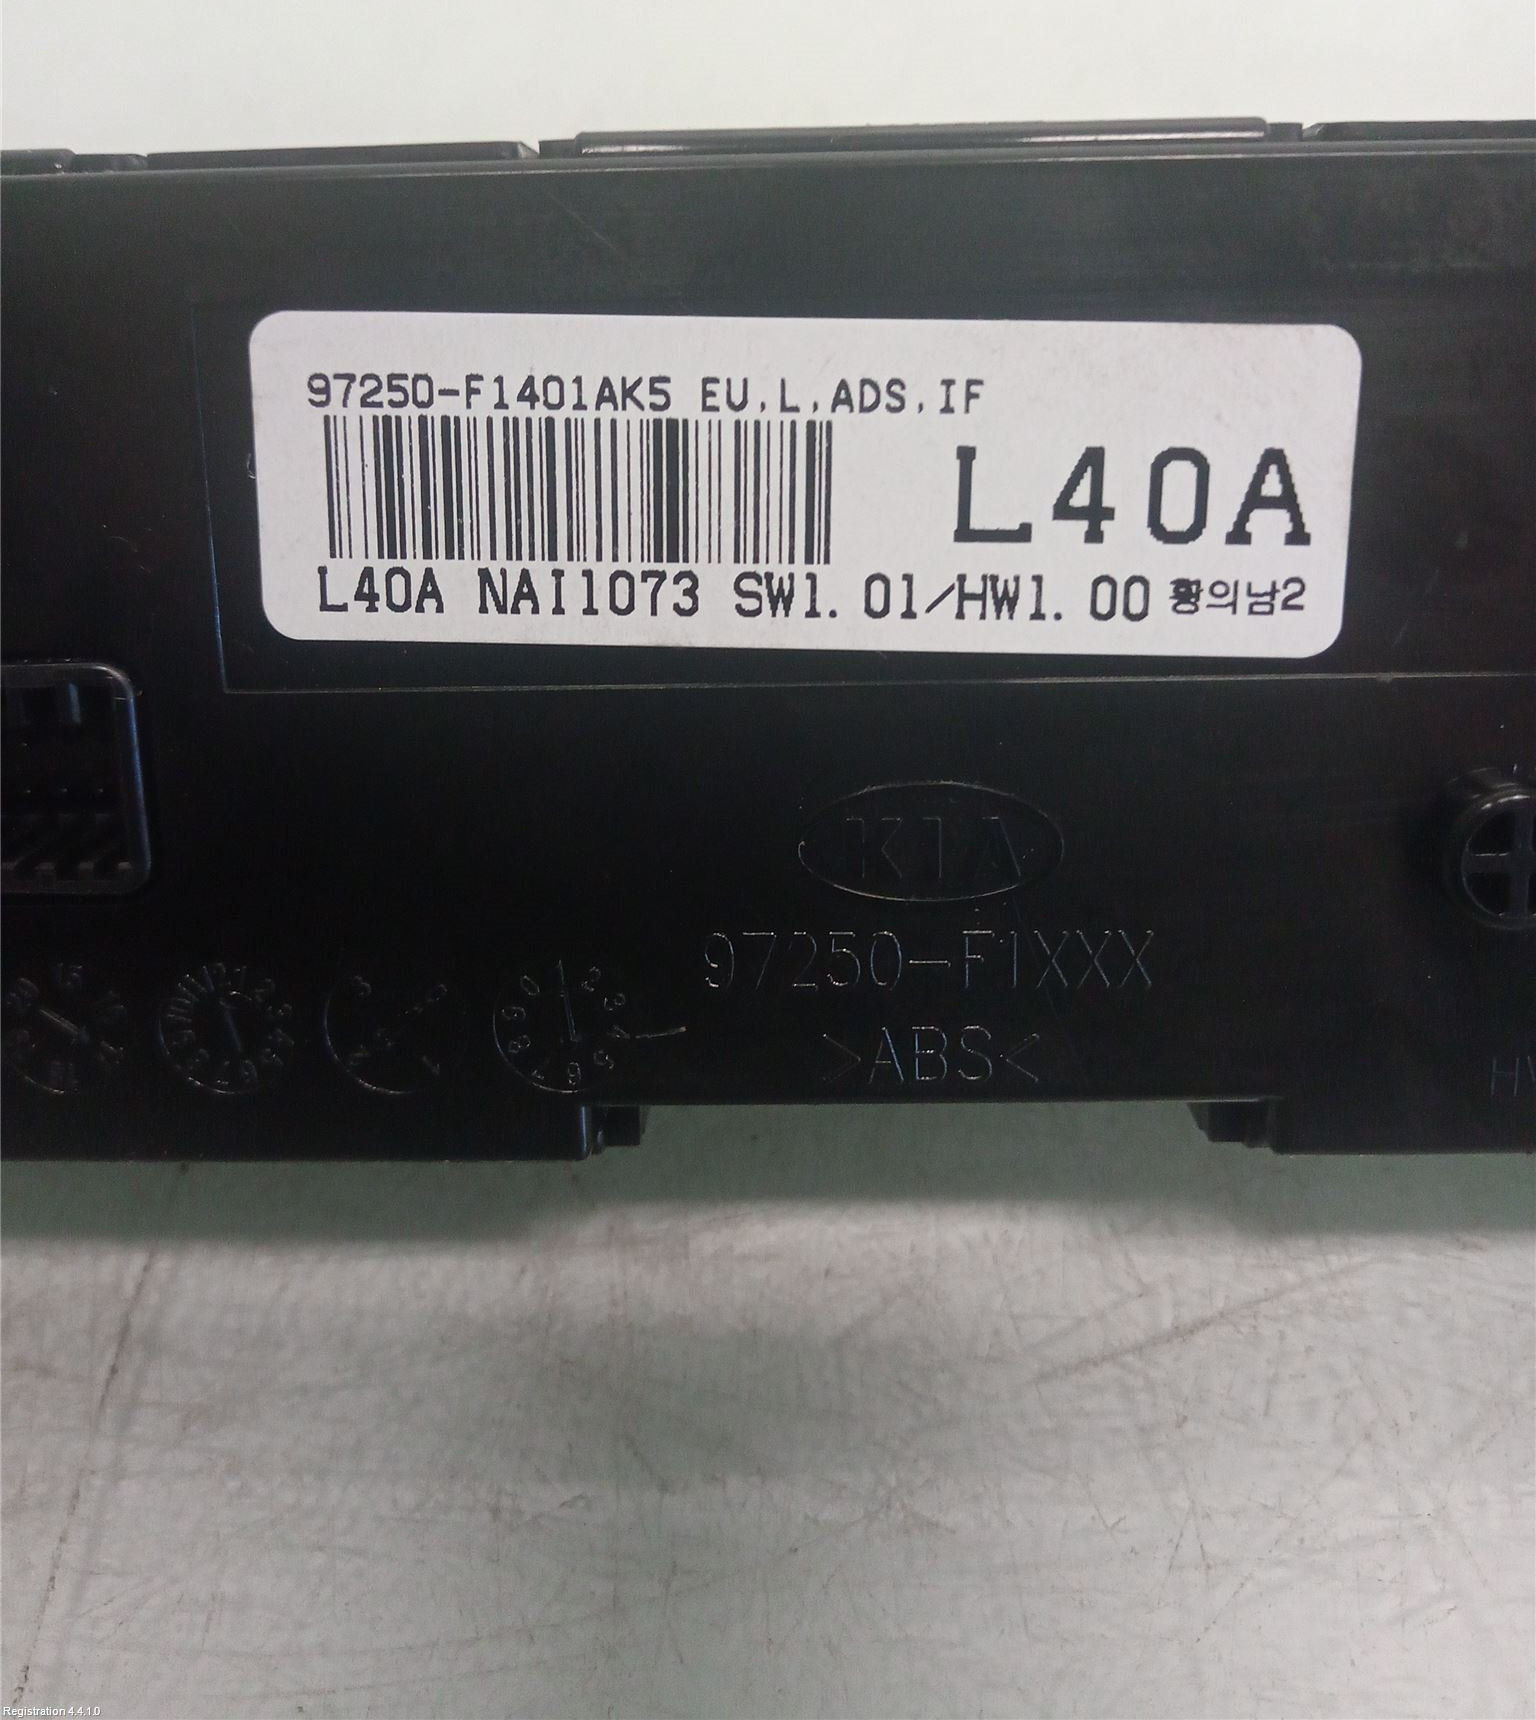 97250-F1401AK5 EU,L,ADS,IF
L40A
L40A NAI1073 SW1.01/HW1.00 황의남2
KIA
97250-F1XXX
>ABS<
Registration 4.4.1.0